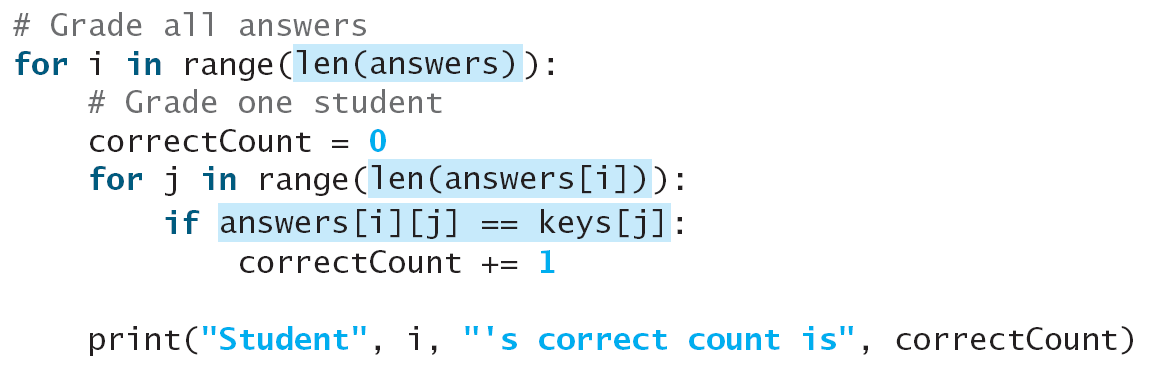 # Grade all answers
for i in range(len(answers)):
    # Grade one student
    correctCount = 0
    for j in range(len(answers[i])):
        if answers[i][j] == keys[j]:
            correctCount += 1

    print("Student", i, "'s correct count is", correctCount)